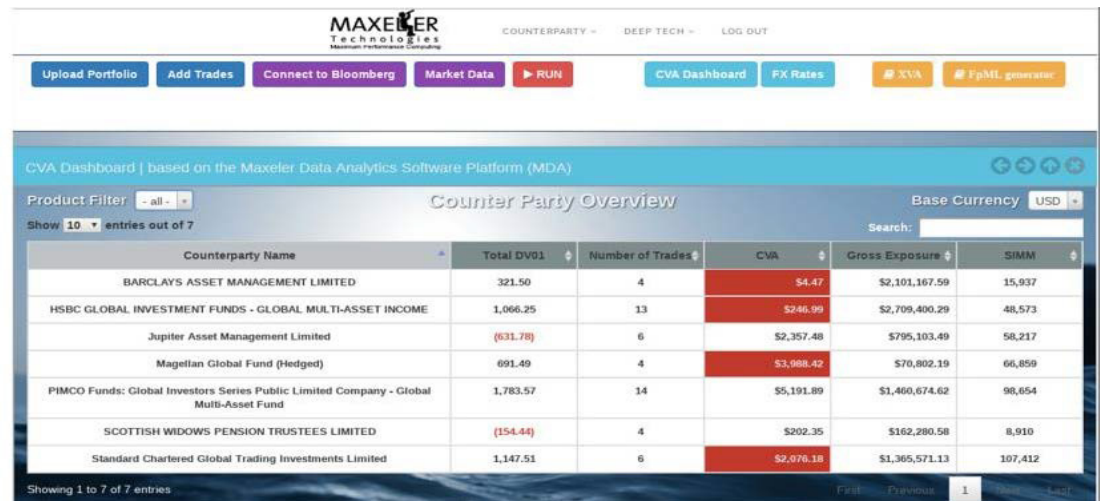 MAXELER
Technologies
Maximum Performance Computing
COUNTERPARTY DEEP TECH LOG OUT
Upload Portfolio Add Trades Connect to Bloomberg Market Data RUN CVA Dashboard FX Rates XVA FpML generator
CVA Dashboard | based on the Maxeler Data Analytics Software Platform (MDA)
Product Filter - all - Counter Party Overview Base Currency USD
Show 10 entries out of 7 Search:
Counterparty Name Total DV01 Number of Trades CVA Gross Exposure SIMM
BARCLAYS ASSET MANAGEMENT LIMITED 321.50 4 $4.47 $2,101,167.59 15,937
HSBC GLOBAL INVESTMENT FUNDS - GLOBAL MULTI-ASSET INCOME 1,066.25 13 $246.99 $2,709,400.29 48,573
Jupiter Asset Management Limited (631.78) 6 $2,357.48 $795,103.49 58,217
Magellan Global Fund (Hedged) 691.49 4 $3,988.42 $70,802.19 66,859
PIMCO Funds: Global Investors Series Public Limited Company - Global 1,783.57 14 $5,191.89 $1,460,674.62 98,654
Multi-Asset Fund
SCOTTISH WIDOWS PENSION TRUSTEES LIMITED (154.44) 4 $202.35 $162,280.58 8,910
Standard Chartered Global Trading Investments Limited 1,147.51 6 $2,076.18 $1,365,571.13 107,412
Showing 1 to 7 of 7 entries First Previous 1 Next Last